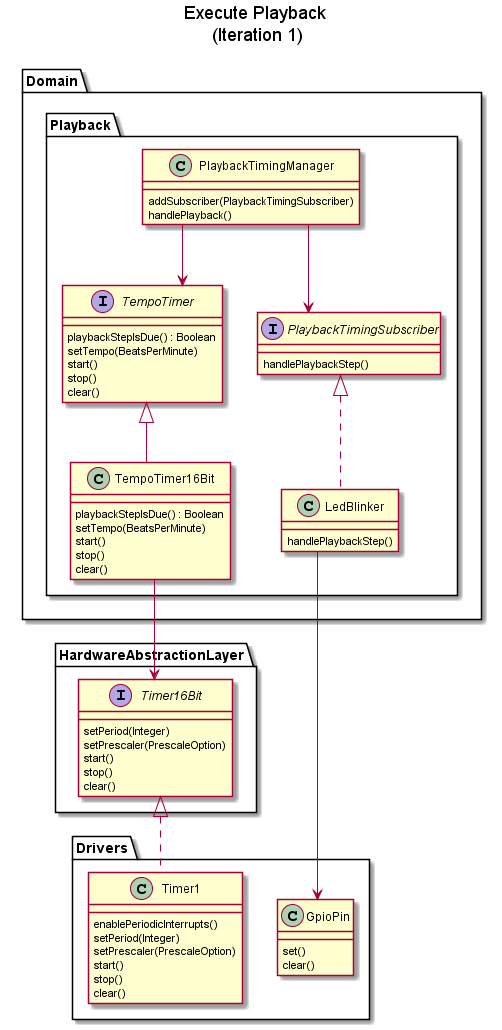 Execute Playback
(Iteration 1)
Domain
Playback
C PlaybackTimingManager
addSubscriber(PlaybackTimingSubscriber)
handlePlayback()
I TempoTimer
playbackStepIsDue() : Boolean
setTempo(BeatsPerMinute)
start()
stop()
clear()
I PlaybackTimingSubscriber
handlePlaybackStep()
C TempoTimer16Bit
playbackStepIsDue() : Boolean
setTempo(BeatsPerMinute)
start()
stop()
clear()
C LedBlinker
handlePlaybackStep()
HardwareAbstractionLayer
I Timer16Bit
setPeriod(Integer)
setPrescaler(PrescaleOption)
start()
stop()
clear()
Drivers
C Timer1
enablePeriodicInterrupts()
setPeriod(Integer)
setPrescaler(PrescaleOption)
start()
stop()
clear()
C GpioPin
set()
clear()